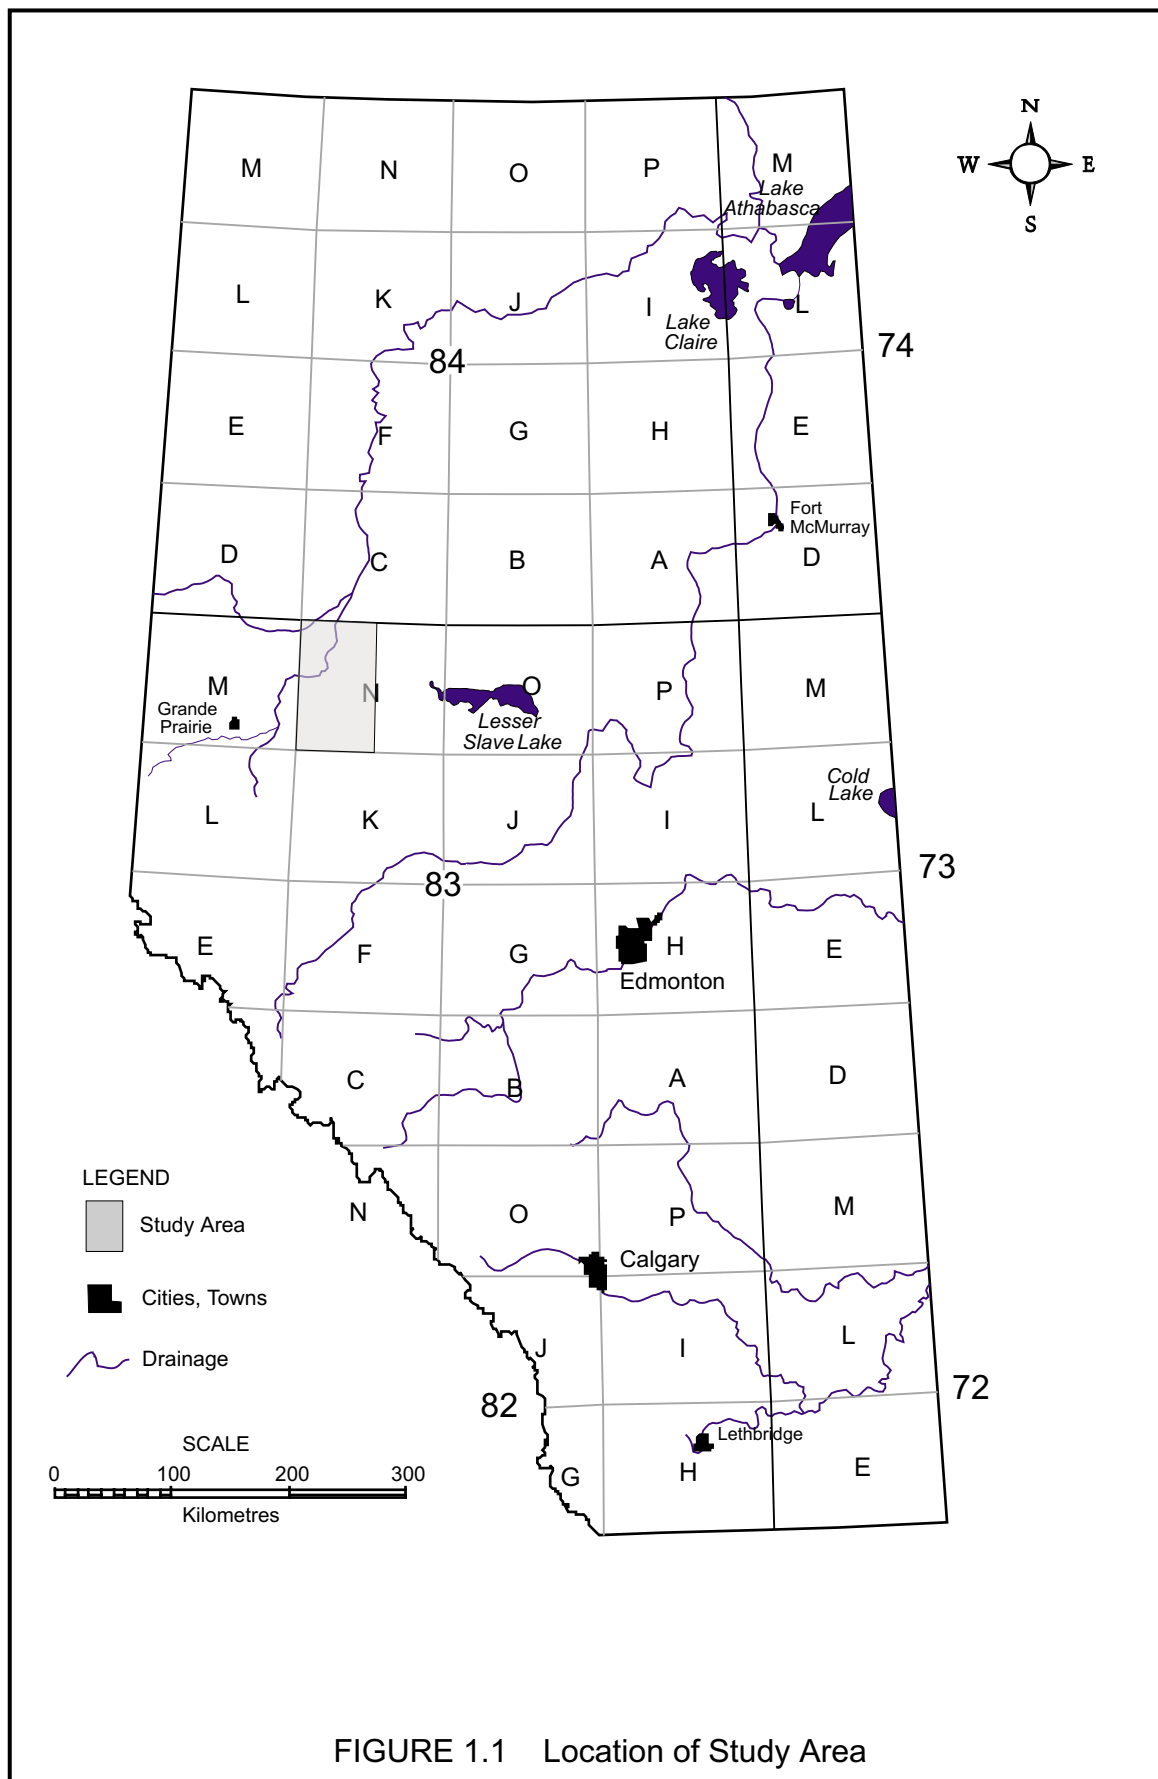 N
W E
S
M N O P M
Lake
Athabasca
L K J I L
Lake
Claire
74
84
E F G H E
Fort
McMurray
D C B A D
M N O P M
Grande
Prairie
Lesser
Slave Lake
Cold
Lake
L K J I L
73
83
E F G H E
Edmonton
C B A D
LEGEND
Study Area
Cities, Towns
Drainage
N O P M
Calgary
J I L
82
72
Lethbridge
G H E
SCALE
0 100 200 300
Kilometres
FIGURE 1.1 Location of Study Area